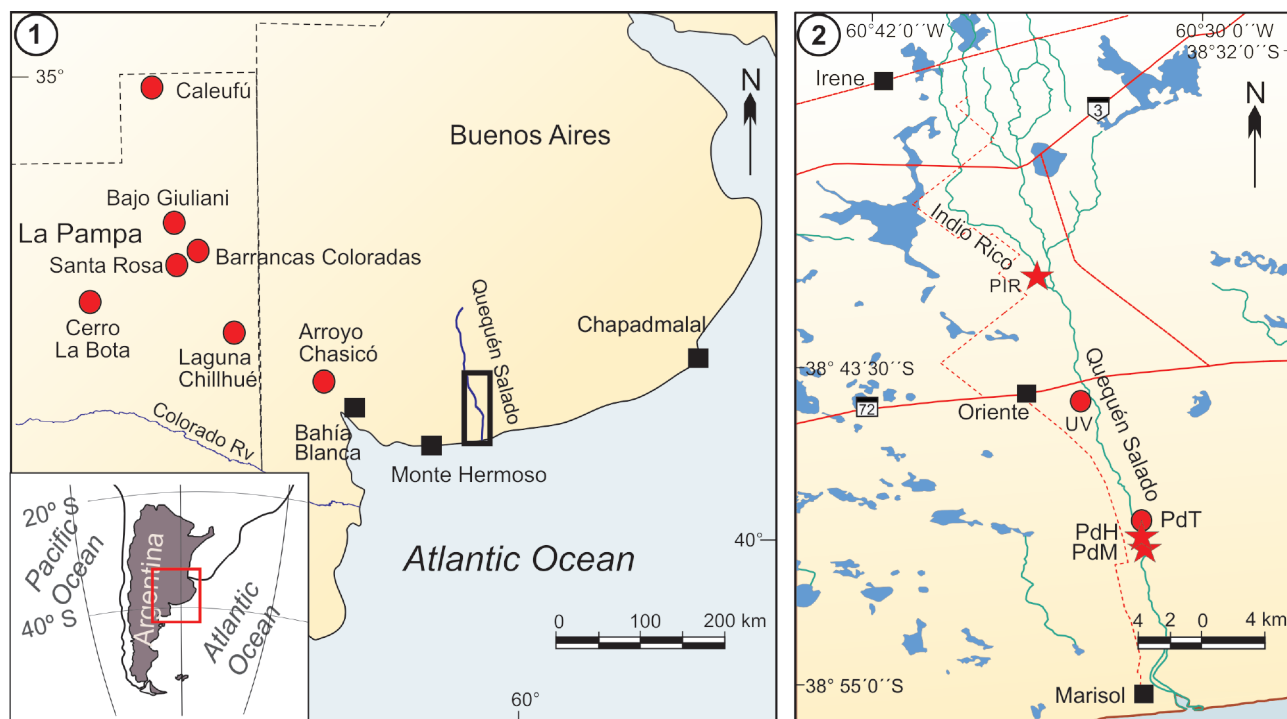 1
35°
Caleufú
N
Buenos Aires
Bajo Giuliani
La Pampa
Santa Rosa
Barrancas Coloradas
Cerro
La Bota
Laguna
Chillhué
Arroyo
Chasicó
Quequén Salado
Chapadmalal
Colorado Rv
Bahía
Blanca
Monte Hermoso
Atlantic Ocean
40°
0 100 200 km
60°
20º S
40º S
Pacific
Ocean
Argentina
Atlantic
Ocean
2
60°42´0´´W
60°30´0´´W
38°32´0´´S
Irene
3
N
Indio Rico
PIR
38° 43´30´´S
Oriente
72
UV
Quequén Salado
PdT
PdH
PdM
4 2 0 4 km
38° 55´0´´S
Marisol